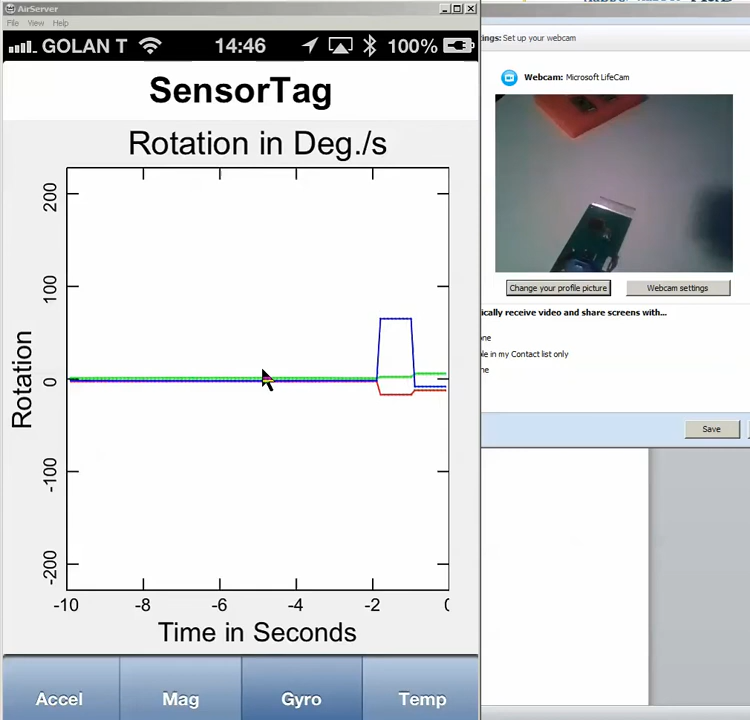 AirServer
File View Help
GOLAN T 14:46 100%
SensorTag
Rotation in Deg./s
200
100
0
-100
-200
Rotation
-10 -8 -6 -4 -2
Time in Seconds
Accel Mag Gyro Temp
ings: Set up your webcam
Webcam: Microsoft LifeCam
Change your profile picture Webcam settings
ically receive video and share screens with...
one
le in my Contact list only
ne
Save